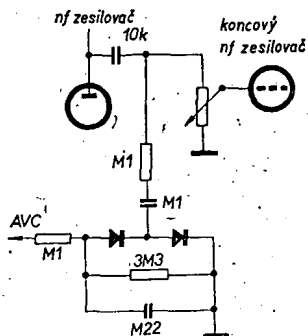 nf zesilovač
10k
koncový
nf zesilovač
M1
M1
AVC
M1
3M3
M22